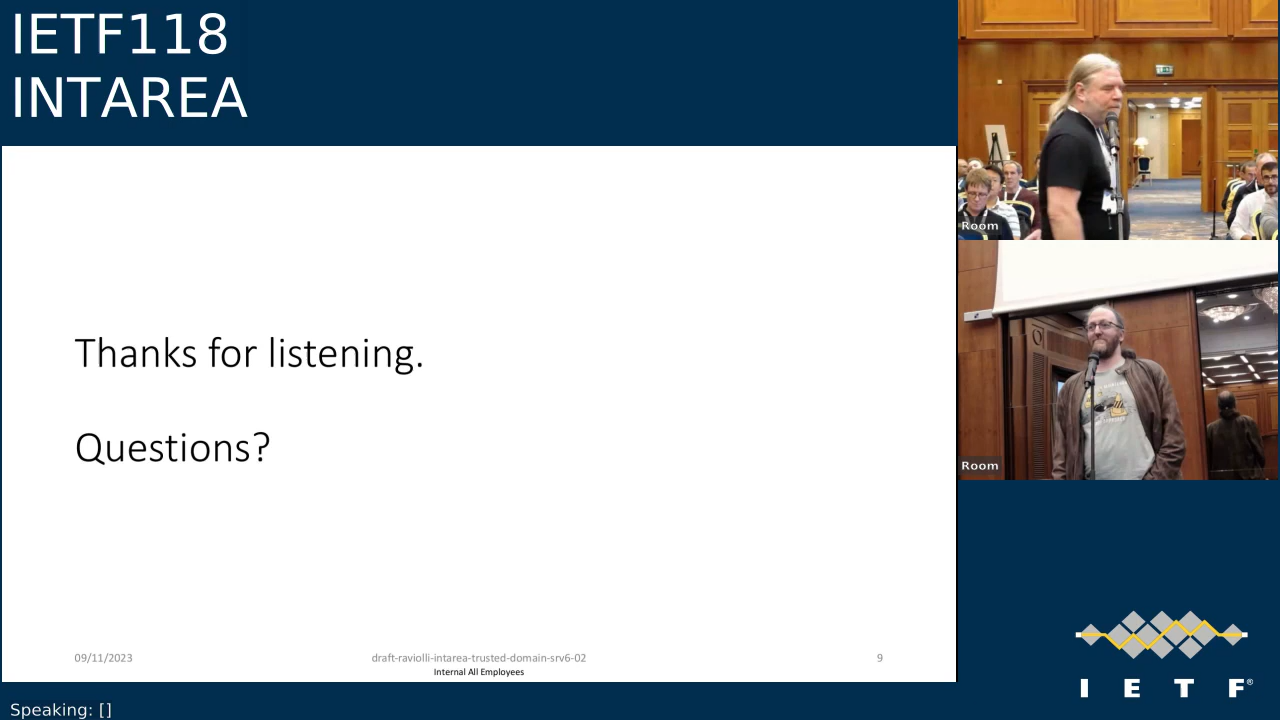 IETF118
INTAREA
Room
Thanks for listening.
Questions?
Room
09/11/2023
draft-raviolli-intarea-trusted-domain-srv6-02
9
Internal All Employees
I E T F®
Speaking: []